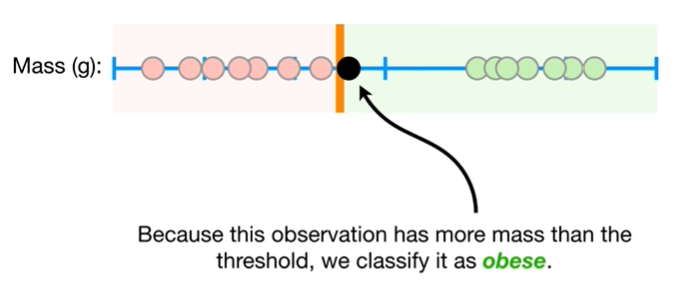 Mass (g):
Because this observation has more mass than the
threshold, we classify it as obese.